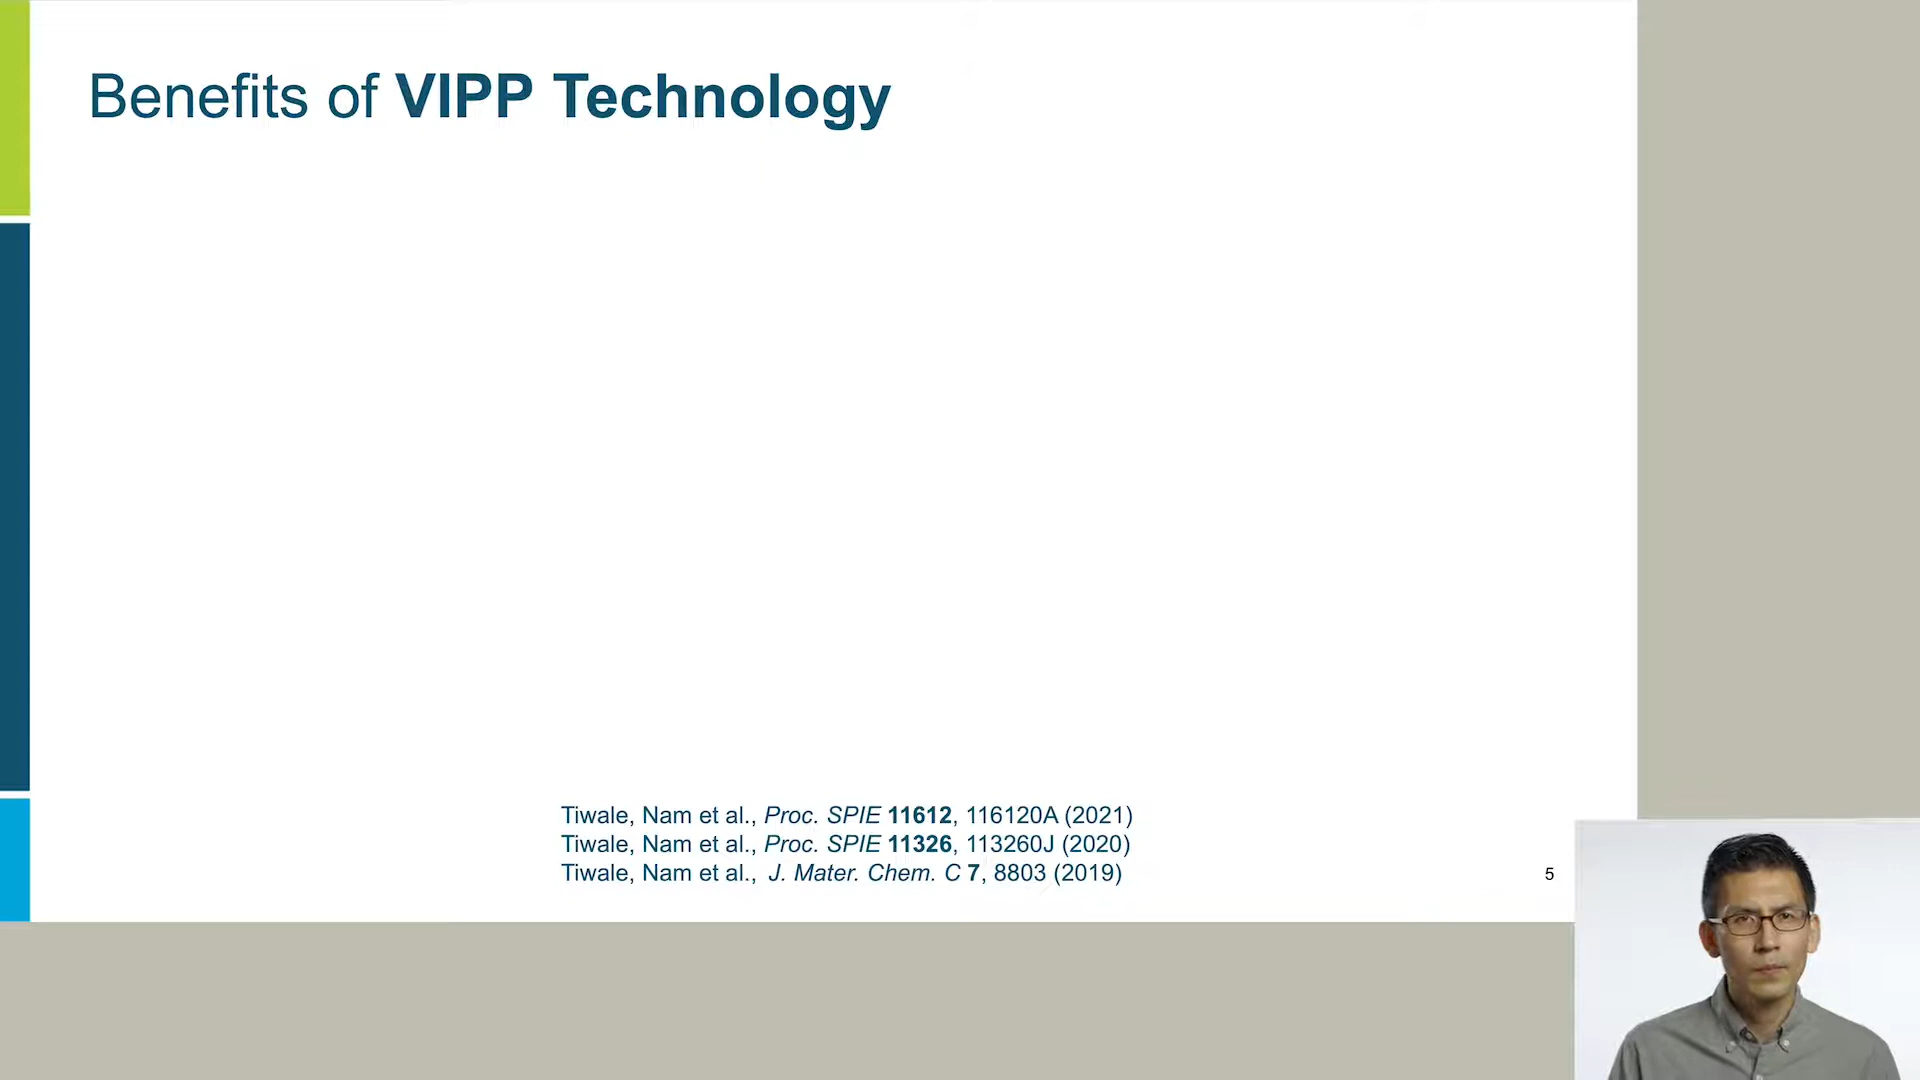 Benefits of VIPP Technology
Tiwale, Nam et al., Proc. SPIE 11612, 116120A (2021)
Tiwale, Nam et al., Proc. SPIE 11326, 113260J (2020)
Tiwale, Nam et al., J. Mater. Chem. C 7, 8803 (2019)
5